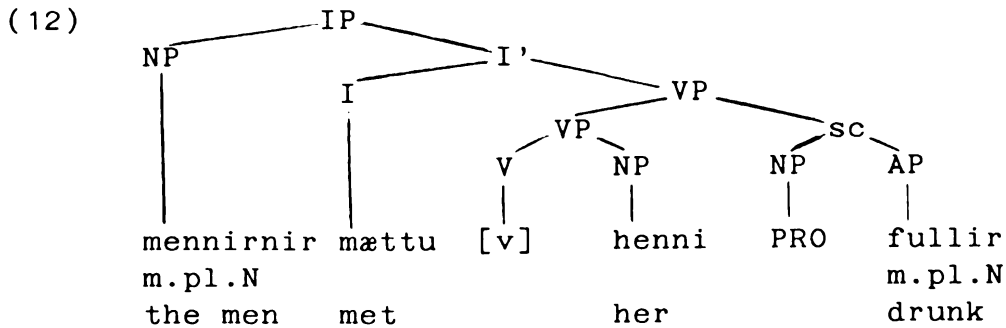 (12) IP
NP I'
I VP
VP sc
V NP NP AP
mennirnir mættu [v] henni PRO fullir
m.pl.N m.pl.N
the men met her drunk